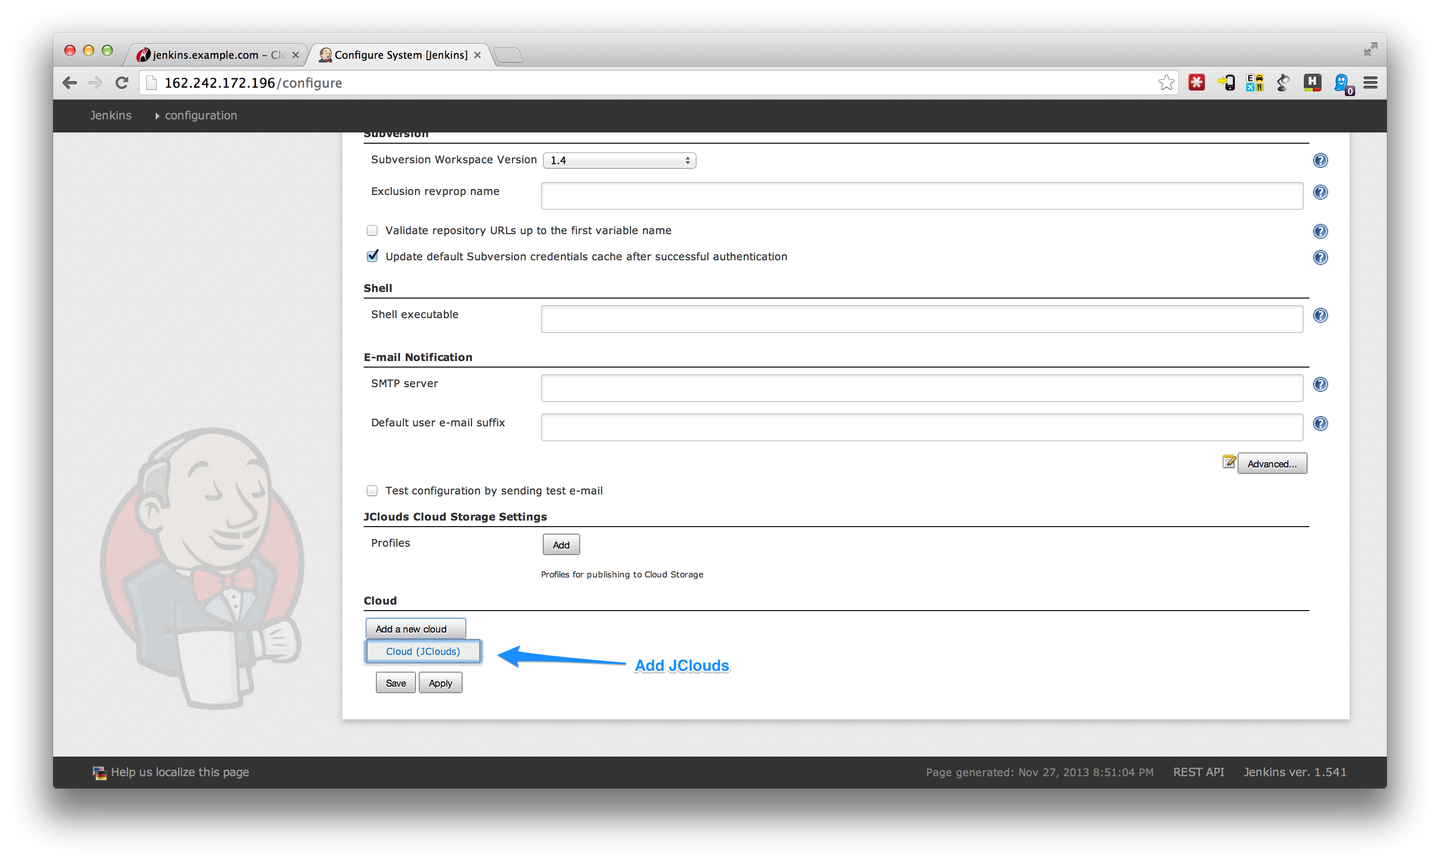 jenkins.example.com – Clo
Configure System [Jenkins]
162.242.172.196/configure
E
H
0
Jenkins
configuration
Subversion
Subversion Workspace Version
1.4
?
Exclusion revprop name
?
Validate repository URLs up to the first variable name
?
Update default Subversion credentials cache after successful authentication
?
Shell
Shell executable
?
E-mail Notification
SMTP server
?
Default user e-mail suffix
?
Advanced...
Test configuration by sending test e-mail
JClouds Cloud Storage Settings
Profiles
Add
Profiles for publishing to Cloud Storage
Cloud
Add a new cloud
Cloud (JClouds)
Add JClouds
Save
Apply
Help us localize this page
Page generated: Nov 27, 2013 8:51:04 PM
REST API
Jenkins ver. 1.541